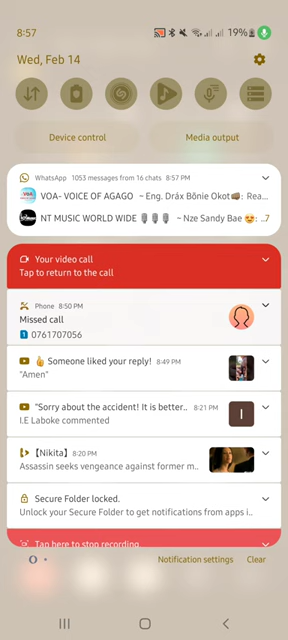 8:57
19%
Wed, Feb 14
Device control
Media output
WhatsApp 1053 messages from 16 chats 8:57 PM
VOA- VOICE OF AGAGO ~ Eng. Dráx Bõnie Okot: Rea...
NT MUSIC WORLD WIDE 🎙🎙🎙 ~ Nze Sandy Bae 😍: ..7
Your video call
Tap to return to the call
Phone 8:50 PM
Missed call
1 0761707056
👍 Someone liked your reply! 8:49 PM
"Amen"
"Sorry about the accident! It is better.. 8:21 PM
I.E Laboke commented
I
【Nikita】 8:20 PM
Assassin seeks vengeance against former m..
Secure Folder locked.
Unlock your Secure Folder to get notifications from apps i..
Tap here to stop recording
Notification settings
Clear